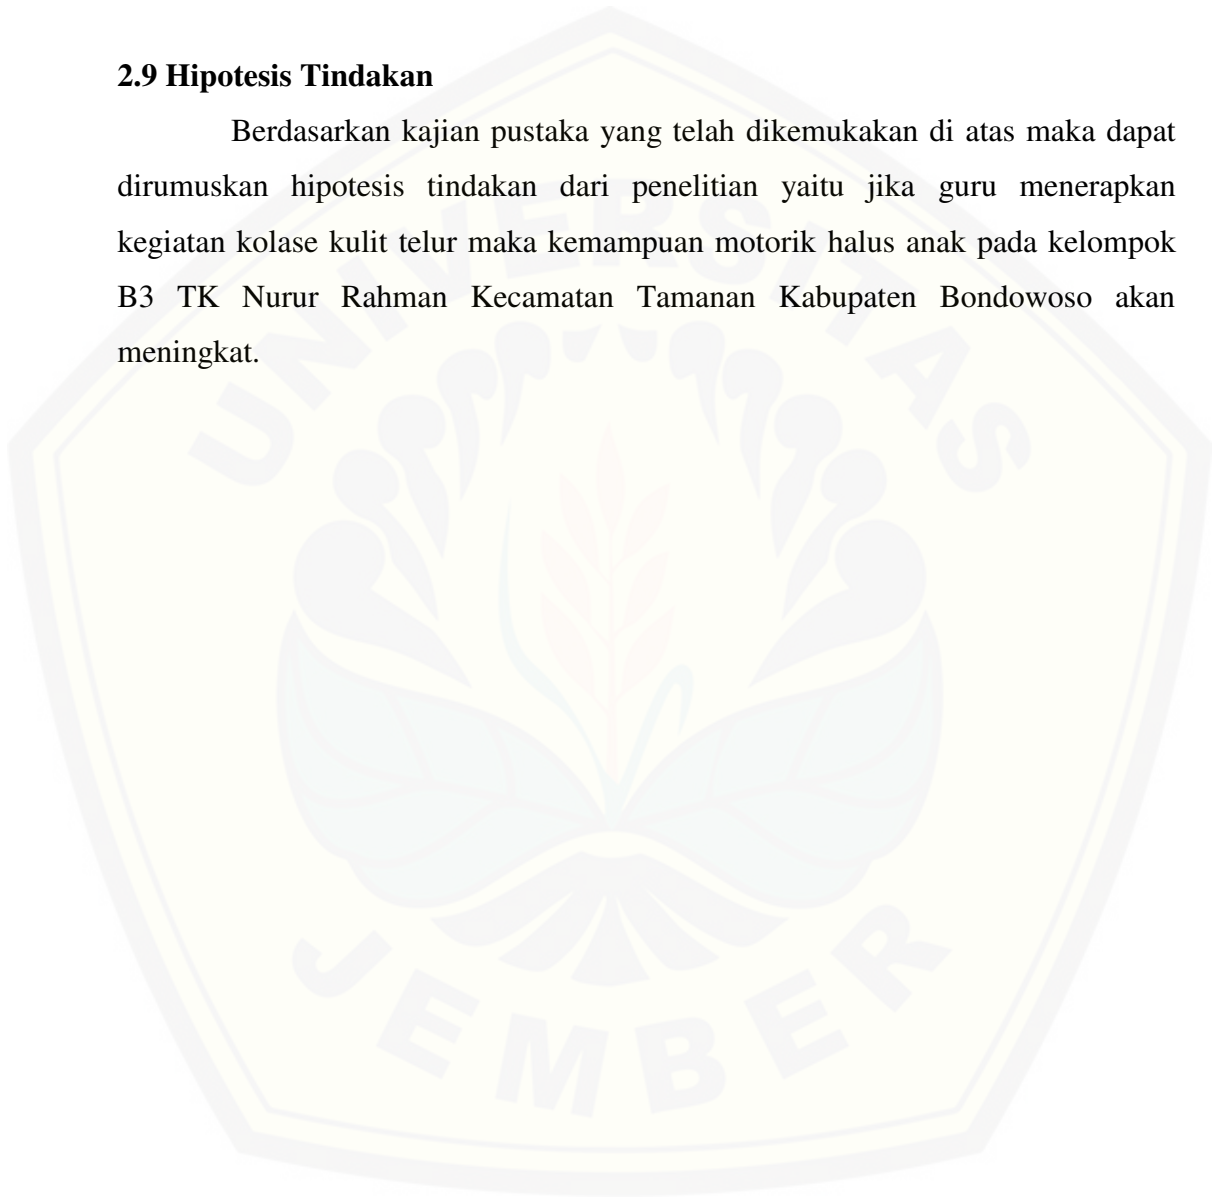 2.9 Hipotesis Tindakan
Berdasarkan kajian pustaka yang telah dikemukakan di atas maka dapat
dirumuskan hipotesis tindakan dari penelitian yaitu jika guru menerapkan
kegiatan kolase kulit telur maka kemampuan motorik halus anak pada kelompok
B3 TK Nurur Rahman Kecamatan Tamanan Kabupaten Bondowoso akan
meningkat.
UNIVERSITAS
JEMBER